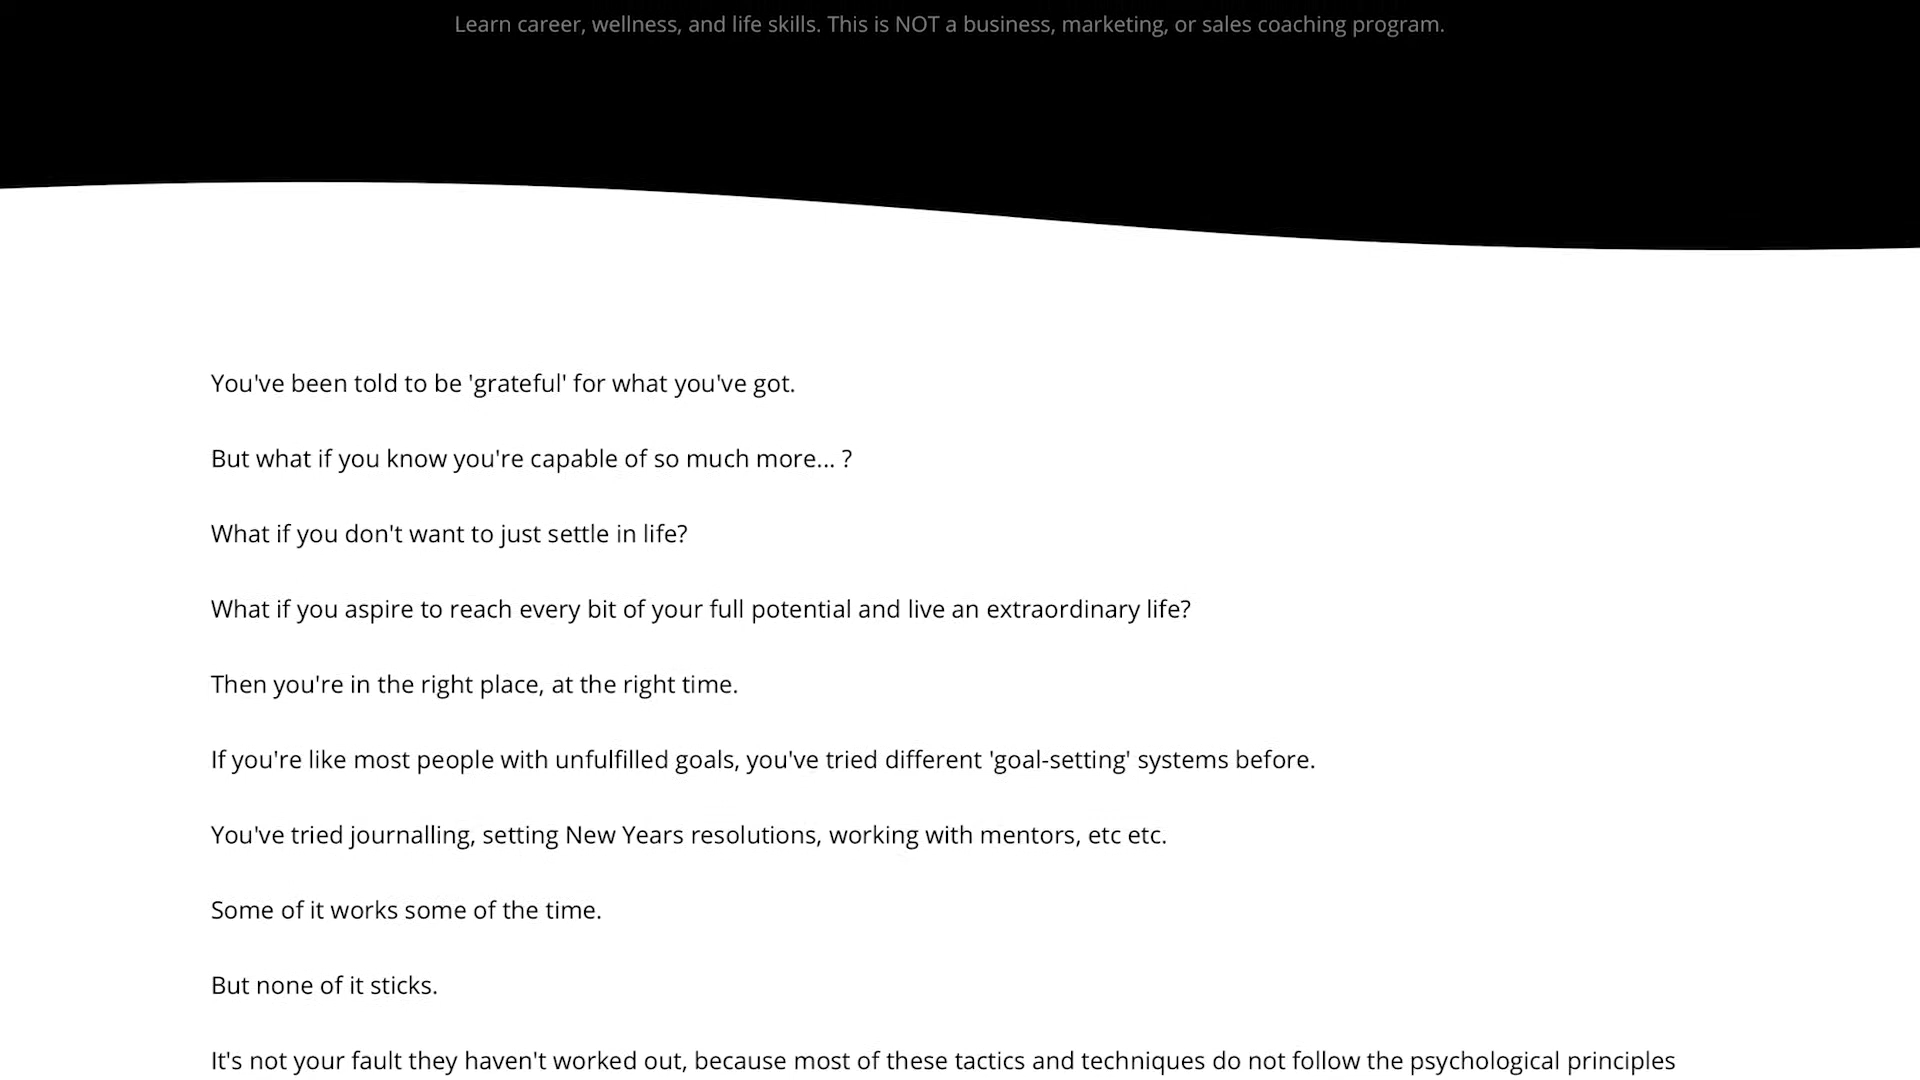 Learn career, wellness, and life skills. This is NOT a business, marketing, or sales coaching program.
You've been told to be 'grateful' for what you've got.
But what if you know you're capable of so much more... ?
What if you don't want to just settle in life?
What if you aspire to reach every bit of your full potential and live an extraordinary life?
Then you're in the right place, at the right time.
If you're like most people with unfulfilled goals, you've tried different 'goal-setting' systems before.
You've tried journalling, setting New Years resolutions, working with mentors, etc etc.
Some of it works some of the time.
But none of it sticks.
It's not your fault they haven't worked out, because most of these tactics and techniques do not follow the psychological principles